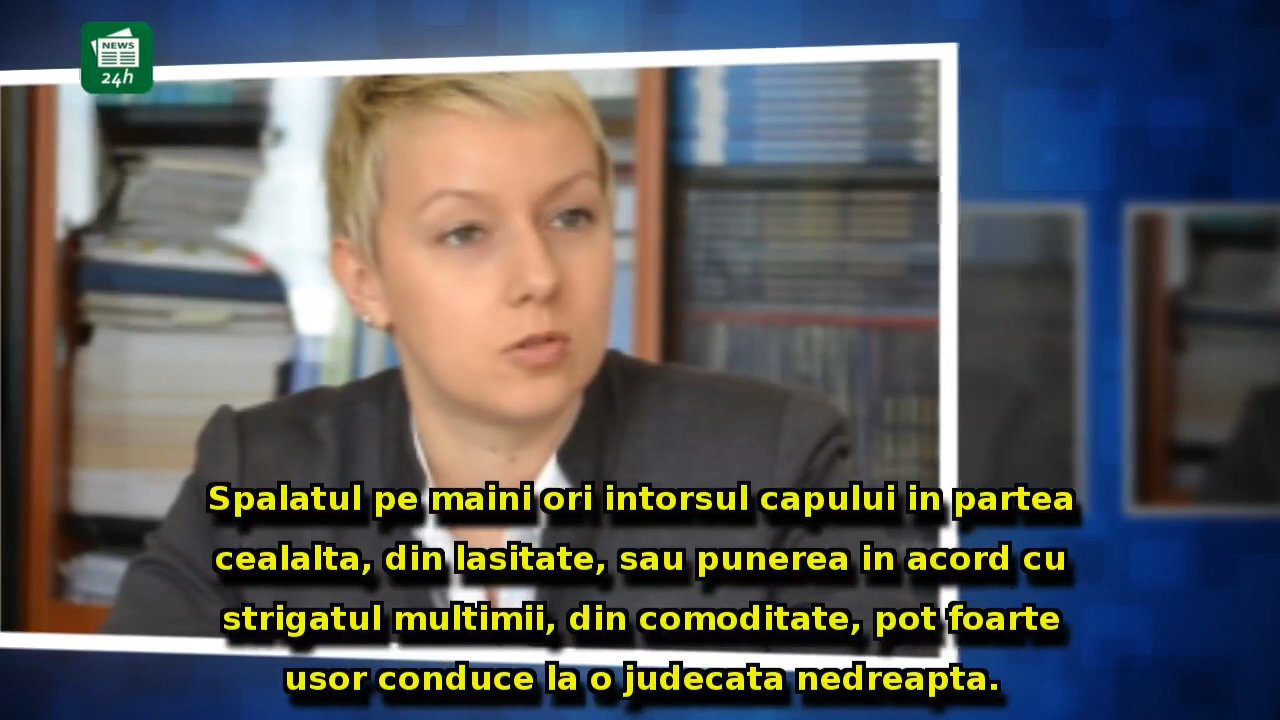 NEWS
24h
Spalatul pe maini ori intorsul capului in partea
cealalta, din lasitate, sau punerea in acord cu
strigatul multimii, din comoditate, pot foarte
usor conduce la o judecata nedreapta.